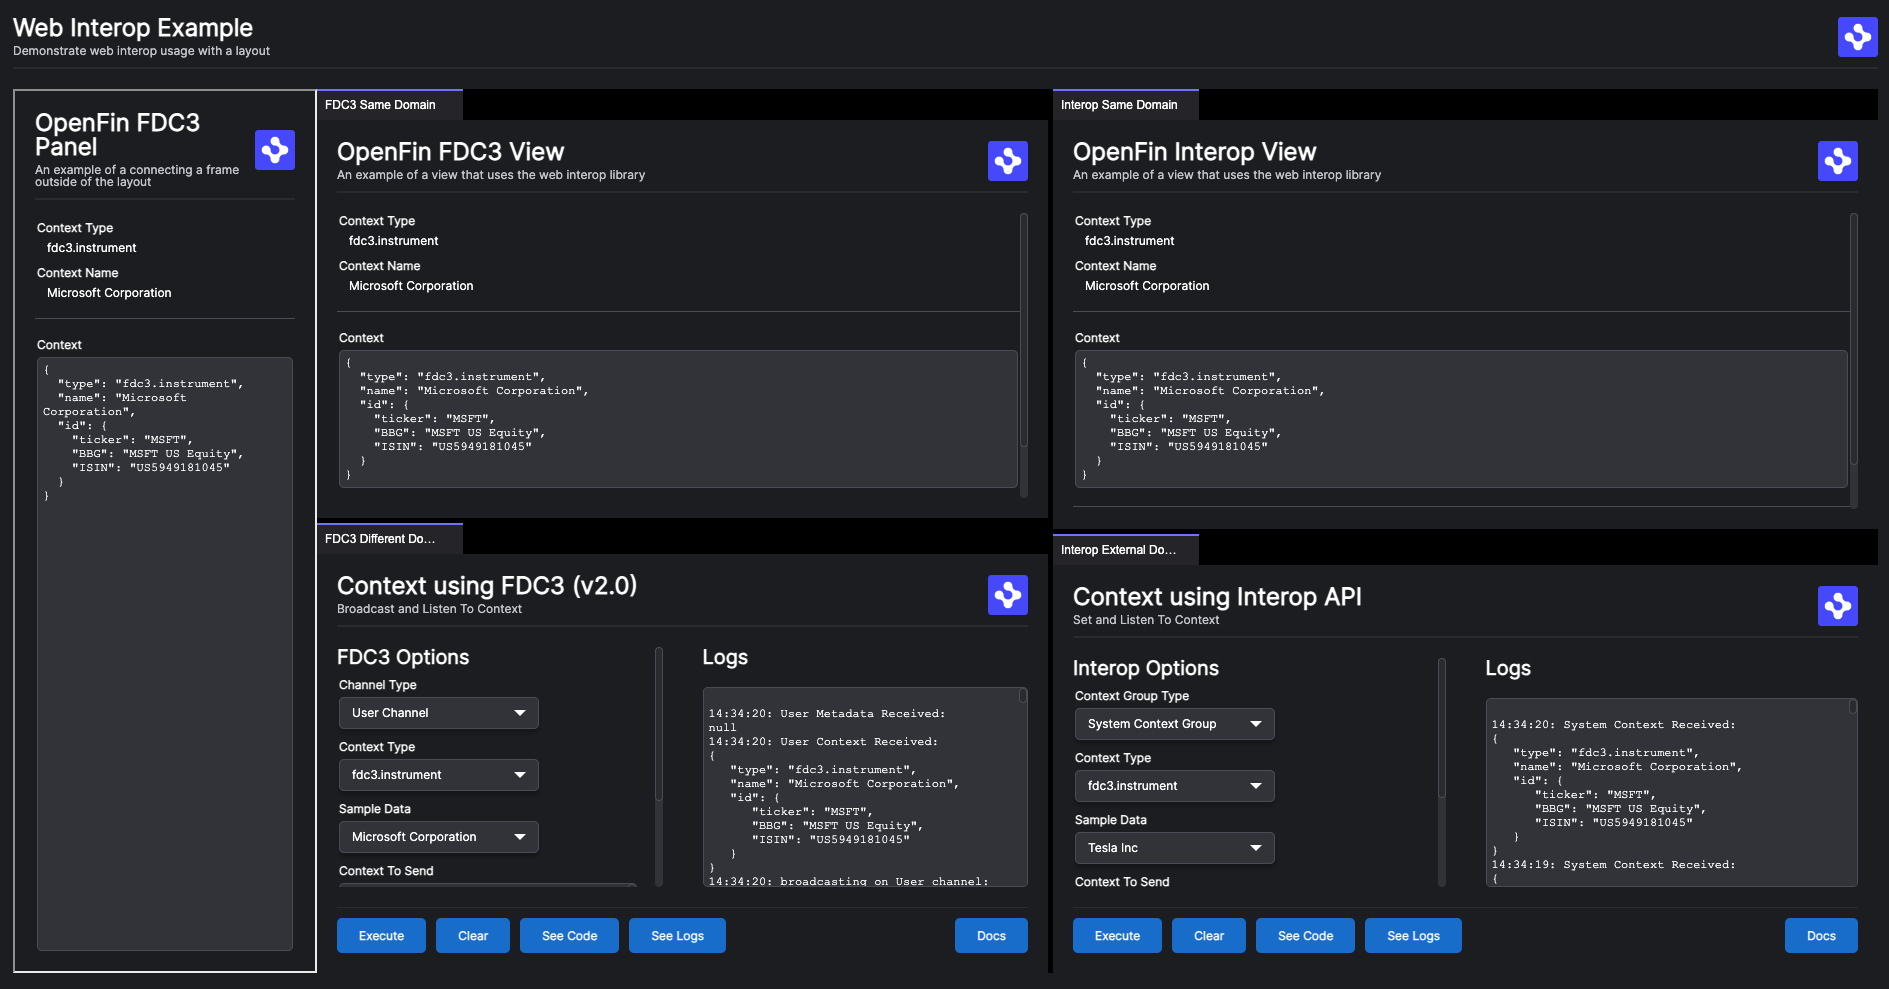 Web Interop Example
Demonstrate web interop usage with a layout
OpenFin FDC3
Panel
An example of a connecting a frame
outside of the layout
Context Type
fdc3.instrument
Context Name
Microsoft Corporation
Context
{
  "type": "fdc3.instrument",
  "name": "Microsoft
Corporation",
  "id": {
    "ticker": "MSFT",
    "BBG": "MSFT US Equity",
    "ISIN": "US5949181045"
  }
}
FDC3 Same Domain
OpenFin FDC3 View
An example of a view that uses the web interop library
Context Type
fdc3.instrument
Context Name
Microsoft Corporation
Context
{
  "type": "fdc3.instrument",
  "name": "Microsoft Corporation",
  "id": {
    "ticker": "MSFT",
    "BBG": "MSFT US Equity",
    "ISIN": "US5949181045"
  }
}
FDC3 Different Do...
Context using FDC3 (v2.0)
Broadcast and Listen To Context
FDC3 Options
Channel Type
User Channel
Context Type
fdc3.instrument
Sample Data
Microsoft Corporation
Context To Send
Logs
14:34:20: User Metadata Received:
null
14:34:20: User Context Received:
{
   "type": "fdc3.instrument",
   "name": "Microsoft Corporation",
   "id": {
      "ticker": "MSFT",
      "BBG": "MSFT US Equity",
      "ISIN": "US5949181045"
   }
}
14:34:20: broadcasting on User channel:
Execute
Clear
See Code
See Logs
Docs
Interop Same Domain
OpenFin Interop View
An example of a view that uses the web interop library
Context Type
fdc3.instrument
Context Name
Microsoft Corporation
Context
{
  "type": "fdc3.instrument",
  "name": "Microsoft Corporation",
  "id": {
    "ticker": "MSFT",
    "BBG": "MSFT US Equity",
    "ISIN": "US5949181045"
  }
}
Interop External Do...
Context using Interop API
Set and Listen To Context
Interop Options
Context Group Type
System Context Group
Context Type
fdc3.instrument
Sample Data
Tesla Inc
Context To Send
Logs
14:34:20: System Context Received:
{
   "type": "fdc3.instrument",
   "name": "Microsoft Corporation",
   "id": {
      "ticker": "MSFT",
      "BBG": "MSFT US Equity",
      "ISIN": "US5949181045"
   }
}
14:34:19: System Context Received:
{
Execute
Clear
See Code
See Logs
Docs